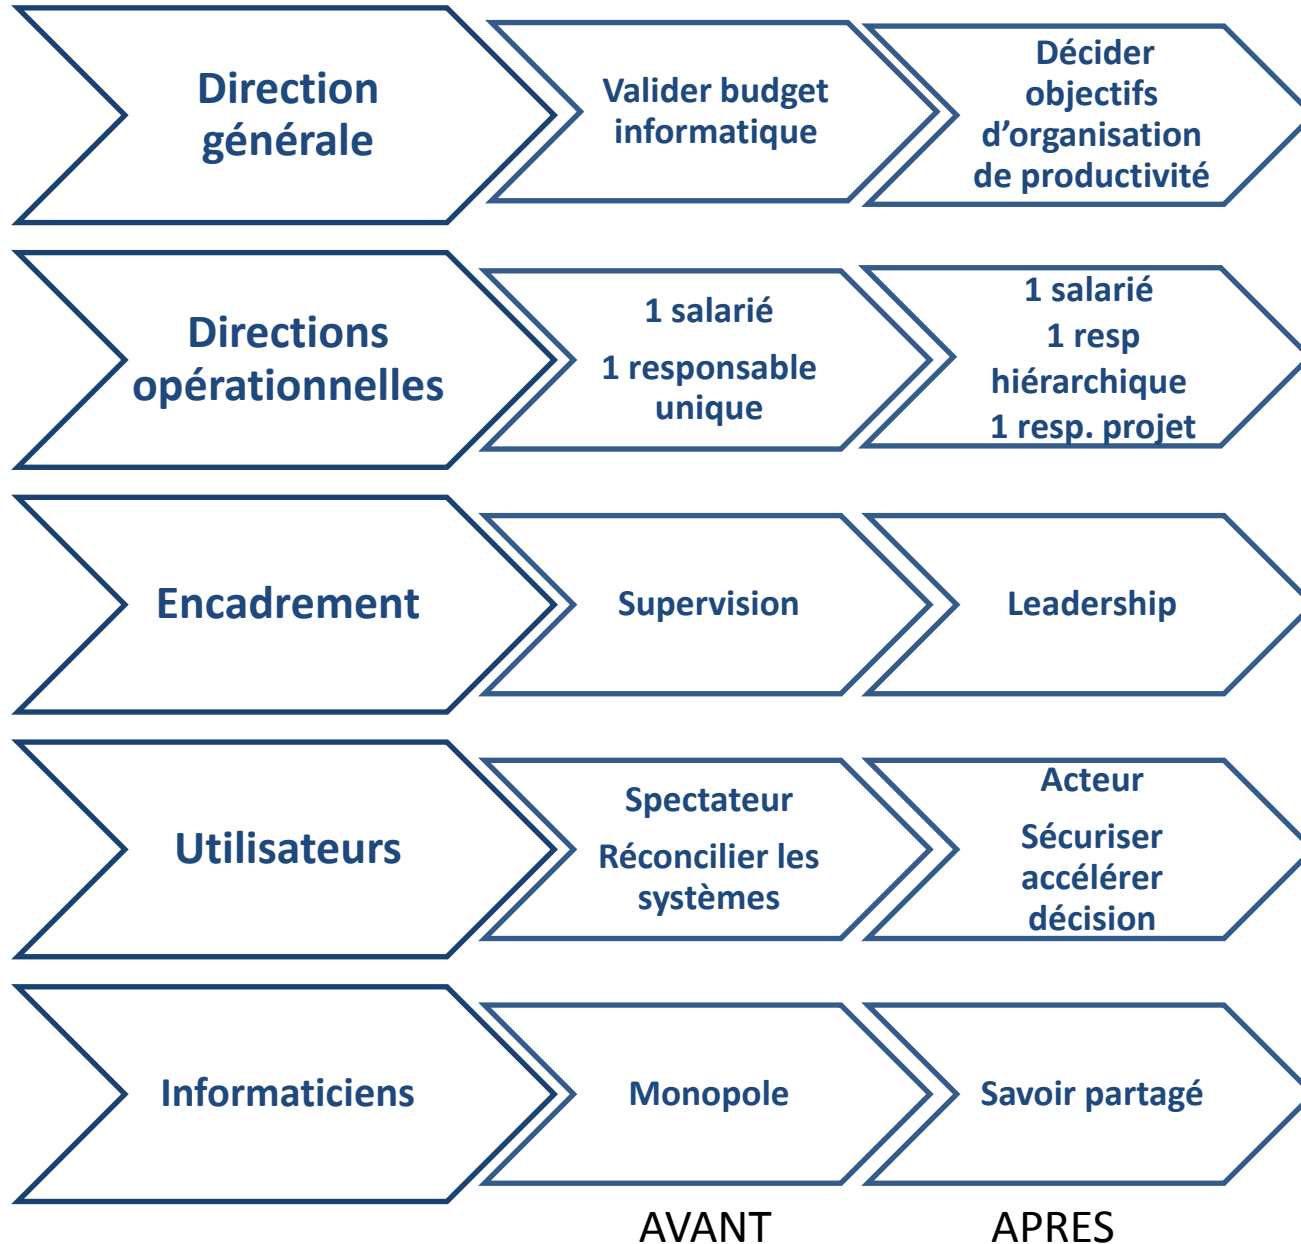 Direction
générale
Valider budget
informatique
Décider
objectifs
d’organisation
de productivité
Directions
opérationnelles
1 salarié
1 responsable
unique
1 salarié
1 resp
hiérarchique
1 resp. projet
Encadrement
Supervision
Leadership
Utilisateurs
Spectateur
Réconcilier les
systèmes
Acteur
Sécuriser
accélérer
décision
Informaticiens
Monopole
Savoir partagé
AVANT
APRES